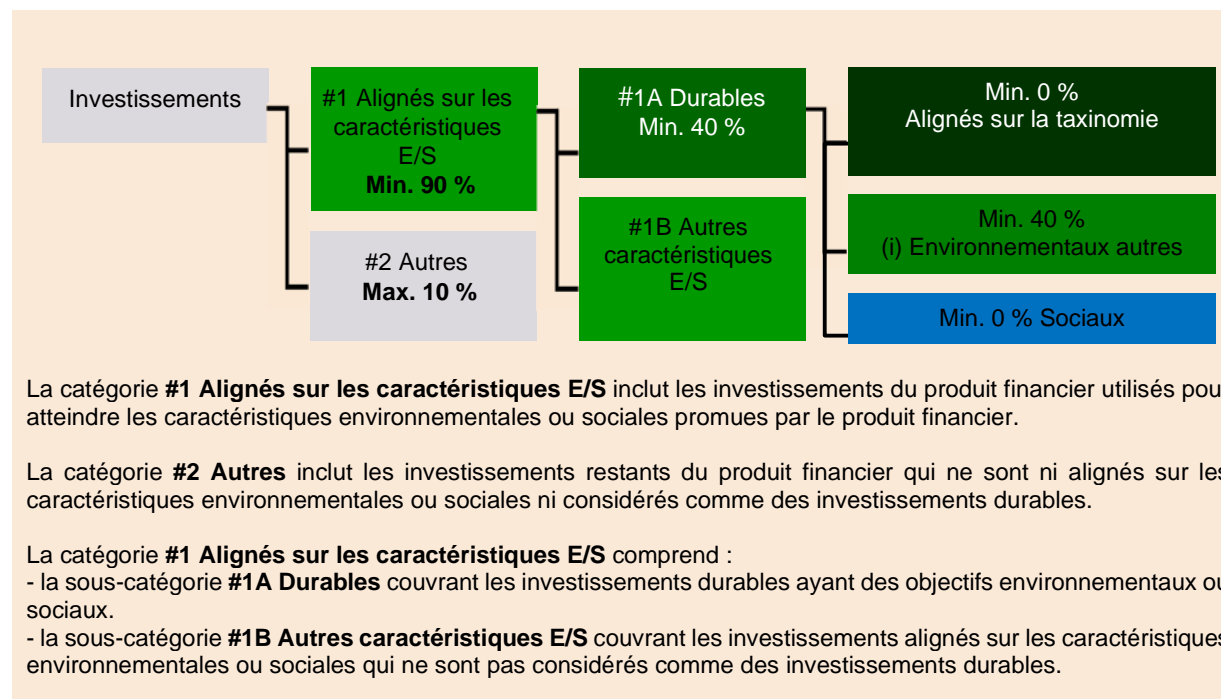 Investissements
#1 Alignés sur les
caractéristiques
E/S
Min. 90 %
#2 Autres
Max. 10 %
#1A Durables
Min. 40 %
#1B Autres
caractéristiques
E/S
Min. 0 %
Alignés sur la taxinomie
Min. 40 %
(i) Environnementaux autres
Min. 0 % Sociaux
La catégorie #1 Alignés sur les caractéristiques E/S inclut les investissements du produit financier utilisés pou
atteindre les caractéristiques environnementales ou sociales promues par le produit financier.
La catégorie #2 Autres inclut les investissements restants du produit financier qui ne sont ni alignés sur les
caractéristiques environnementales ou sociales ni considérés comme des investissements durables.
La catégorie #1 Alignés sur les caractéristiques E/S comprend :
- la sous-catégorie #1A Durables couvrant les investissements durables ayant des objectifs environnementaux ou
sociaux.
- la sous-catégorie #1B Autres caractéristiques E/S couvrant les investissements alignés sur les caractéristiques
environnementales ou sociales qui ne sont pas considérés comme des investissements durables.